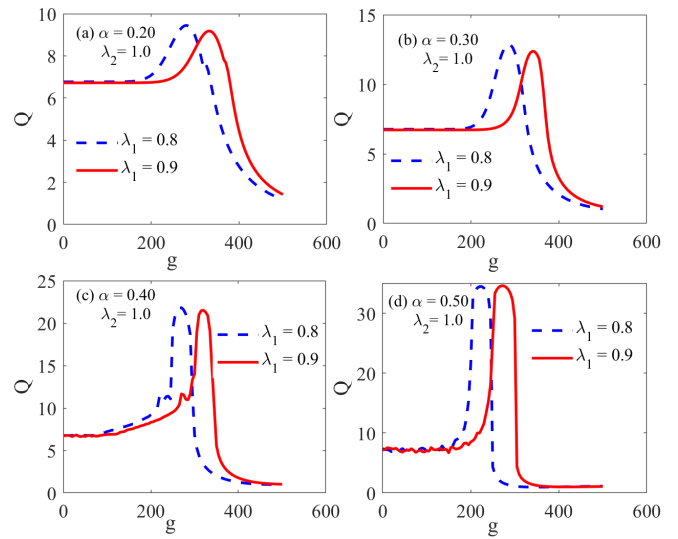 10
8
6
4
2
0
Q
(a) α = 0.20
λ₂ = 1.0
λ₁ = 0.8
λ₁ = 0.9
0 200 400 600
g
15
10
5
0
Q
(b) α = 0.30
λ₂ = 1.0
λ₁ = 0.8
λ₁ = 0.9
0 200 400 600
g
25
20
15
10
5
0
Q
(c) α = 0.40
λ₂ = 1.0
λ₁ = 0.8
λ₁ = 0.9
0 200 400 600
g
30
20
10
0
Q
(d) α = 0.50
λ₂ = 1.0
λ₁ = 0.8
λ₁ = 0.9
0 200 400 600
g